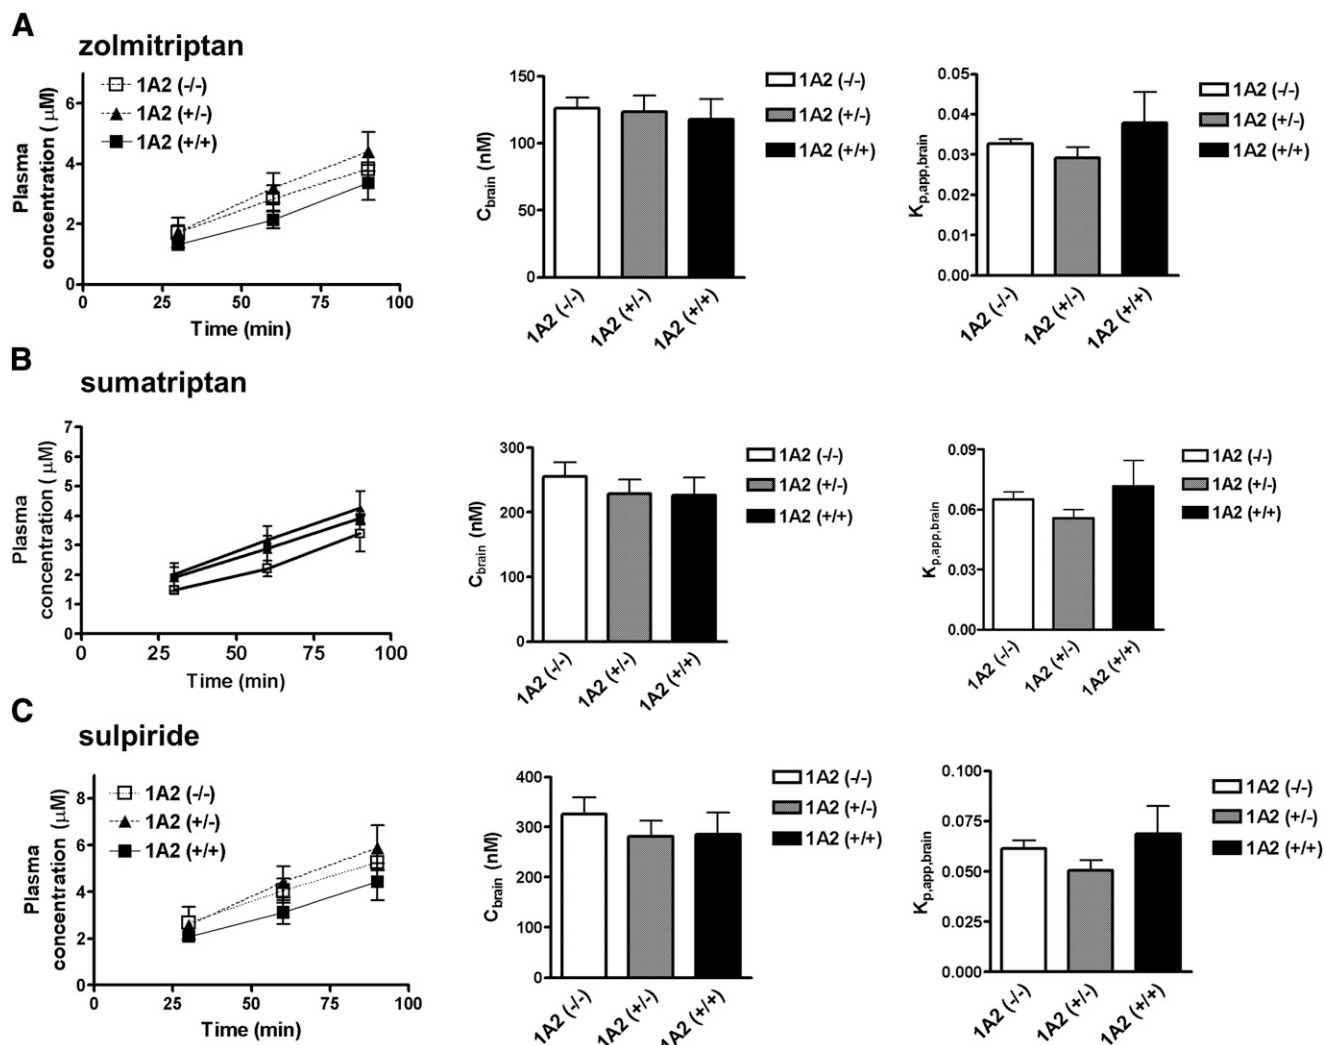 A
zolmitriptan
1A2 (-/-)
1A2 (+/-)
1A2 (+/+)
Plasma
concentration ( μM)
6
4
2
0
0 25 50 75 100
Time (min)
C brain (nM)
150
100
50
0
1A2 (-/-)
1A2 (+/-)
1A2 (+/+)
1A2 (-/-)
1A2 (+/-)
1A2 (+/+)
Kp,app,brain
0.05
0.04
0.03
0.02
0.01
0.00
1A2 (-/-)
1A2 (+/-)
1A2 (+/+)
1A2 (-/-)
1A2 (+/-)
1A2 (+/+)
B
sumatriptan
Plasma
concentration ( μM)
7
6
5
4
3
2
1
0
0 25 50 75 100
Time (min)
C brain (nM)
300
200
100
0
1A2 (-/-)
1A2 (+/-)
1A2 (+/+)
1A2 (-/-)
1A2 (+/-)
1A2 (+/+)
Kp,app,brain
0.09
0.06
0.03
0.00
1A2 (-/-)
1A2 (+/-)
1A2 (+/+)
1A2 (-/-)
1A2 (+/-)
1A2 (+/+)
C
sulpiride
1A2 (-/-)
1A2 (+/-)
1A2 (+/+)
Plasma
concentration (μM)
8
6
4
2
0
0 25 50 75 100
Time (min)
C brain (nM)
400
300
200
100
0
1A2 (-/-)
1A2 (+/-)
1A2 (+/+)
1A2 (-/-)
1A2 (+/-)
1A2 (+/+)
Kp,app,brain
0.100
0.075
0.050
0.025
0.000
1A2 (-/-)
1A2 (+/-)
1A2 (+/+)
1A2 (-/-)
1A2 (+/-)
1A2 (+/+)